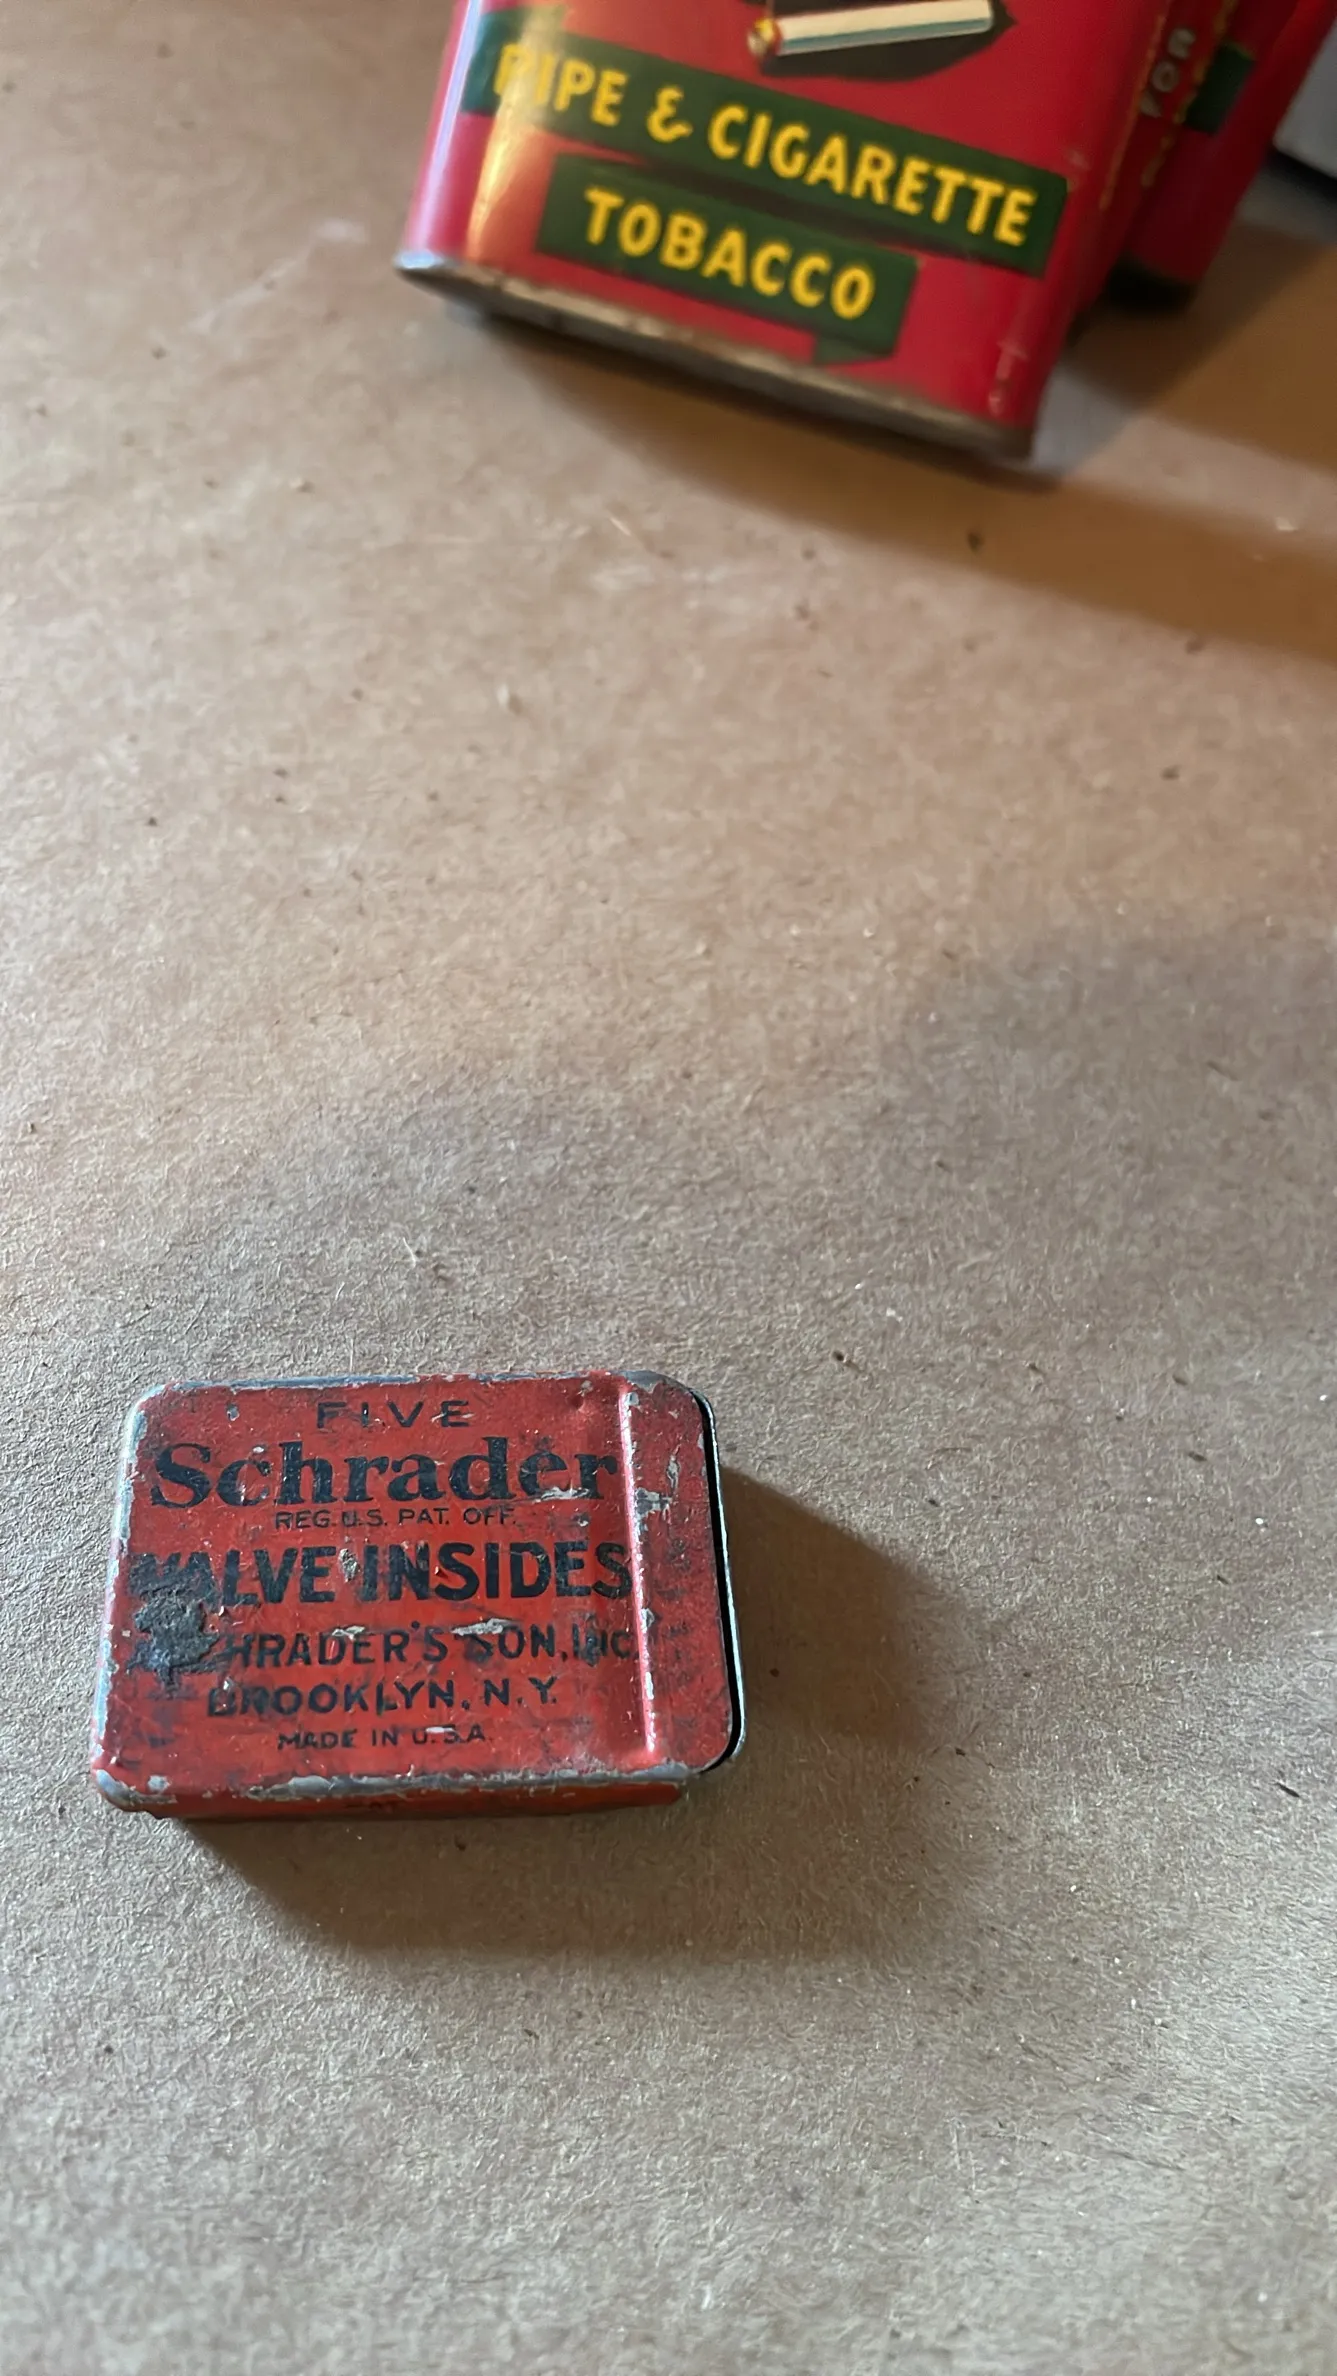 PIPE & CIGARETTE
TOBACCO
FIVE
Schrader
REG. U.S. PAT. OFF.
VALVE INSIDES
SCHRADER'S SON, INC.
BROOKLYN, N.Y.
MADE IN U.S.A.